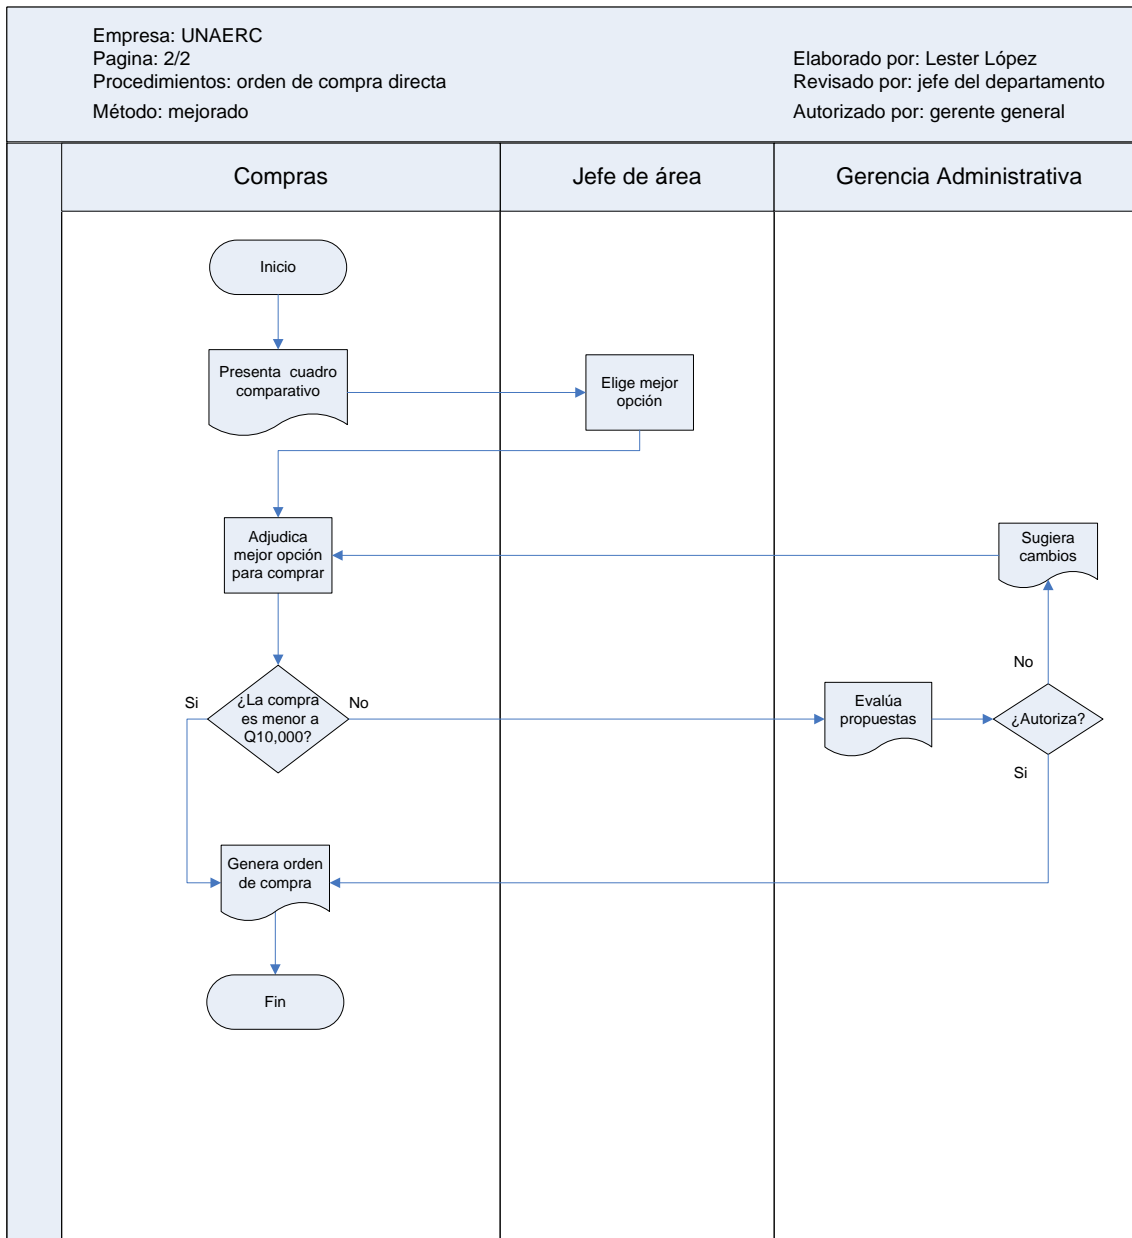 Empresa: UNAERC
Pagina: 2/2
Procedimientos: orden de compra directa
Método: mejorado
Elaborado por: Lester López
Revisado por: jefe del departamento
Autorizado por: gerente general
Compras
Jefe de área
Gerencia Administrativa
Inicio
Presenta cuadro
comparativo
Elige mejor
opción
Adjudica
mejor opción
para comprar
Sugiera
cambios
No
Si
¿La compra
es menor a
Q10,000?
No
Evalúa
propuestas
¿Autoriza?
Si
Genera orden
de compra
Fin